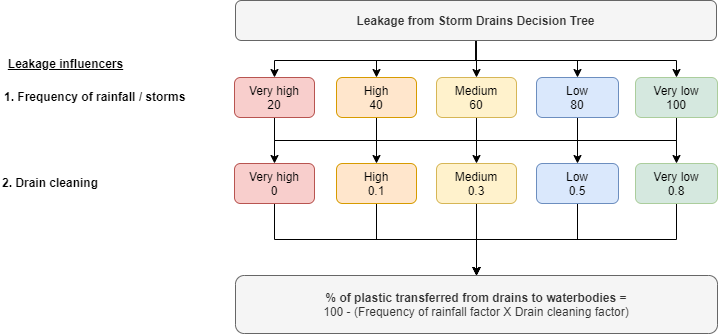 Leakage from Storm Drains Decision Tree
Leakage influencers
1. Frequency of rainfall / storms
Very high
20
High
40
Medium
60
Low
80
Very low
100
2. Drain cleaning
Very high
0
High
0.1
Medium
0.3
Low
0.5
Very low
0.8
% of plastic transferred from drains to waterbodies =
100 - (Frequency of rainfall factor X Drain cleaning factor)